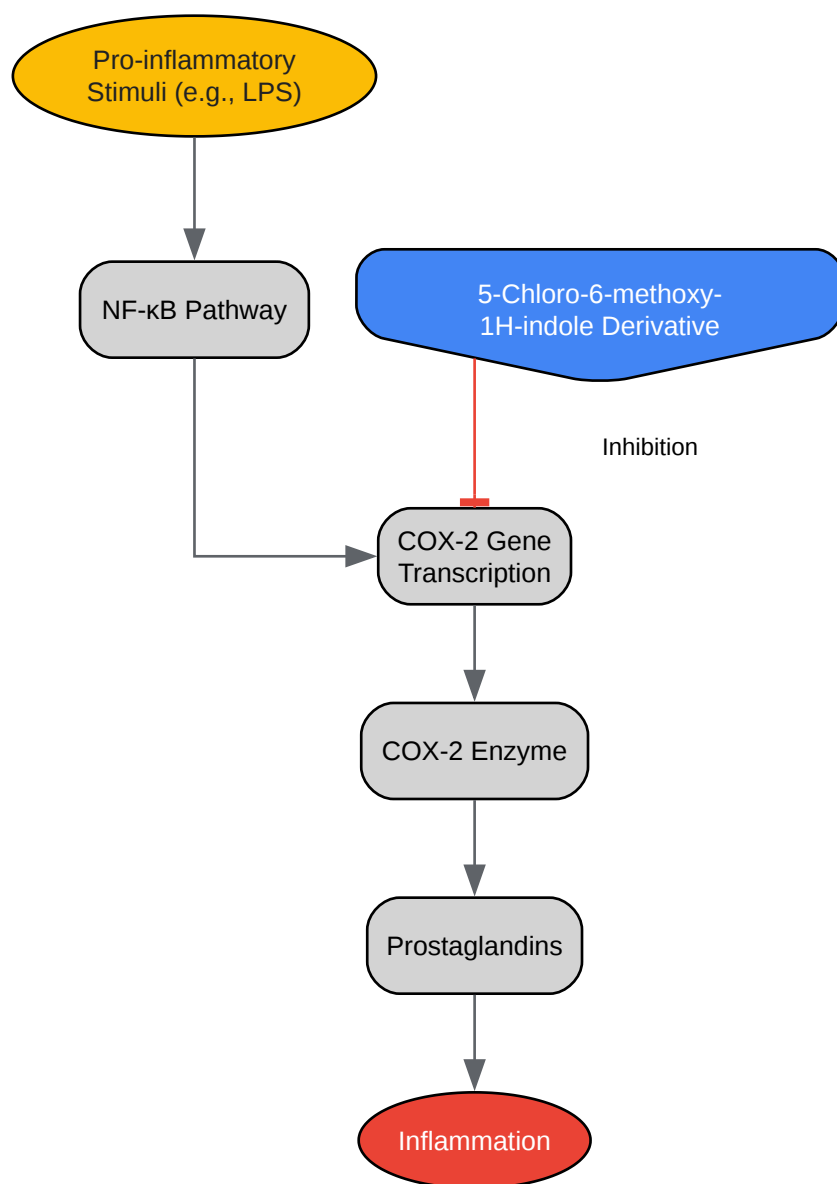 Pro-inflammatory
Stimuli (e.g., LPS)
NF-κB Pathway
5-Chloro-6-methoxy-
1H-indole Derivative
Inhibition
COX-2 Gene
Transcription
COX-2 Enzyme
Prostaglandins
Inflammation